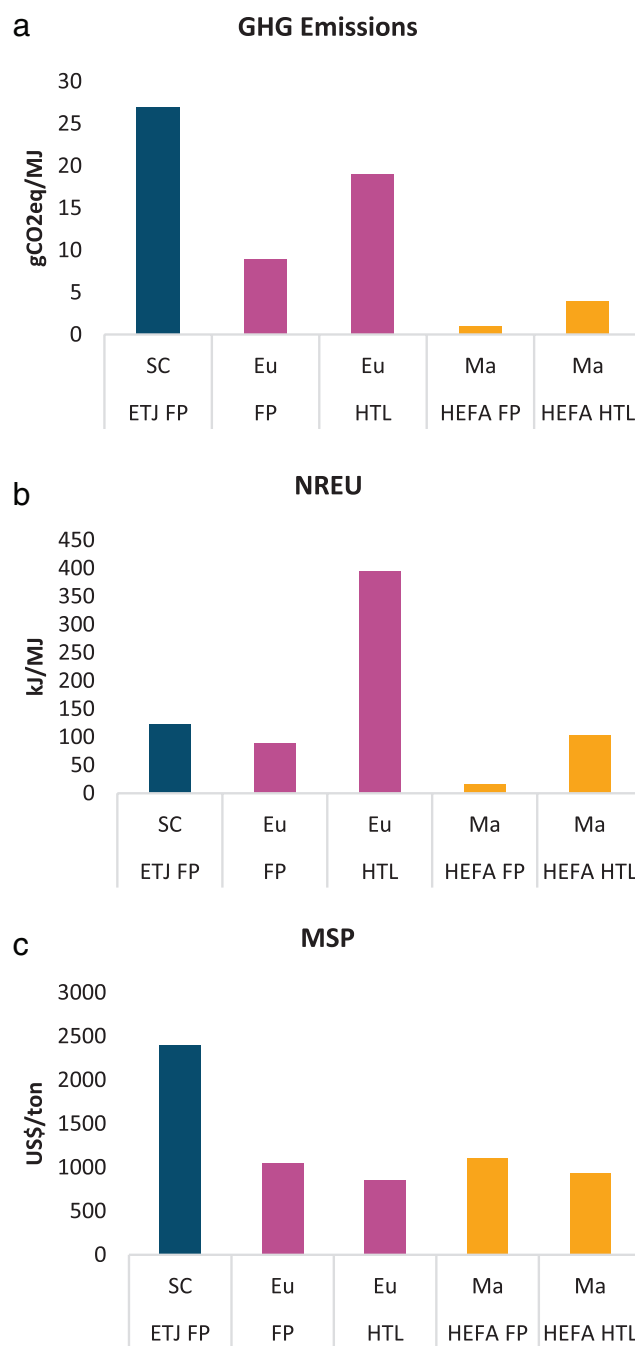 a
GHG Emissions
gCO2eq/MJ
30
25
20
15
10
5
0
SC Eu Eu Ma Ma
ETJ FP FP HTL HEFA FP HEFA HTL
b
NREU
kJ/MJ
450
400
350
300
250
200
150
100
50
0
SC Eu Eu Ma Ma
ETJ FP FP HTL HEFA FP HEFA HTL
c
MSP
US$/ton
3000
2500
2000
1500
1000
500
0
SC Eu Eu Ma Ma
ETJ FP FP HTL HEFA FP HEFA HTL